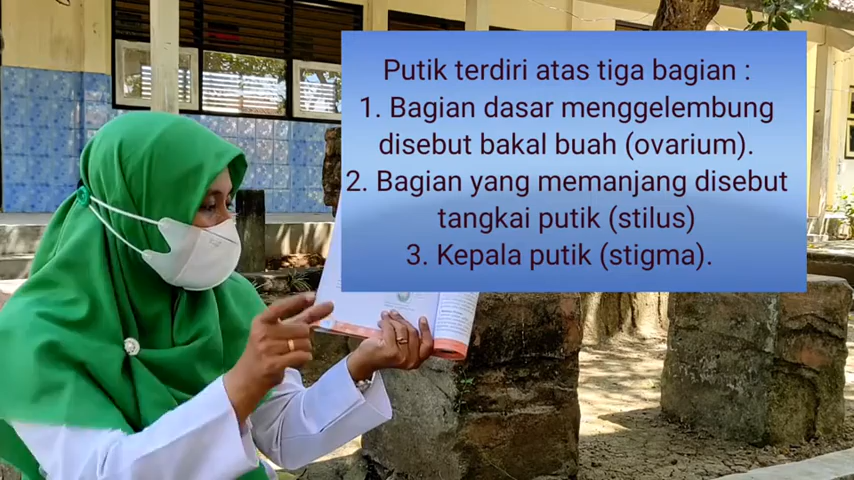 Putik terdiri atas tiga bagian :
1. Bagian dasar menggelembung
disebut bakal buah (ovarium).
2. Bagian yang memanjang disebut
tangkai putik (stilus)
3. Kepala putik (stigma).